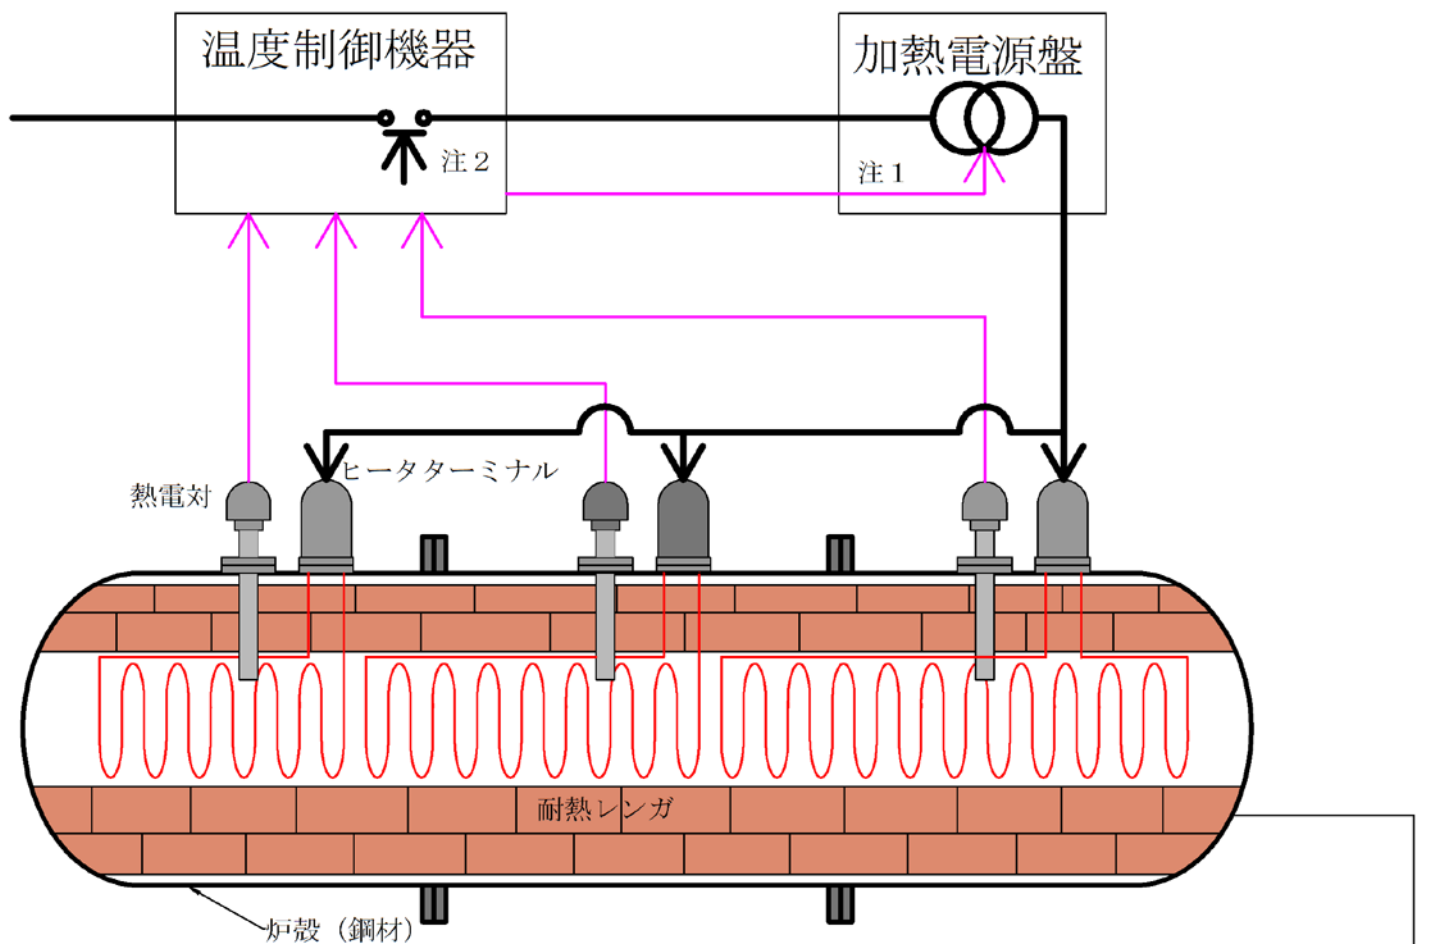 温度制御機器
加熱電源盤
注２
注１
ヒータターミナル
熱電対
耐熱レンガ
炉殻（鋼材）